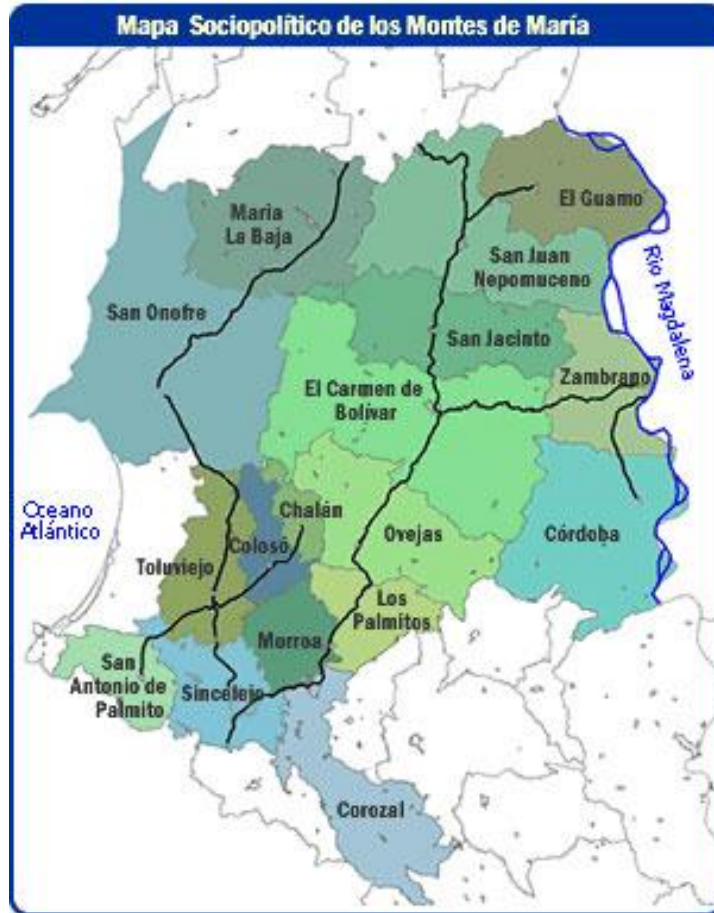 Mapa Sociopolítico de los Montes de María
Maria
La Baja
El Guamo
San Juan
Nepomuceno
Río Magdalena
San Onofre
San Jacinto
Zambrano
El Carmen de
Bolívar
Oceano
Atlántico
Chalán
Colosó
Ovejas
Córdoba
Toluviejo
Los
Palmitos
Morroa
San
Antonio de
Palmito
Sincelejo
Corozal